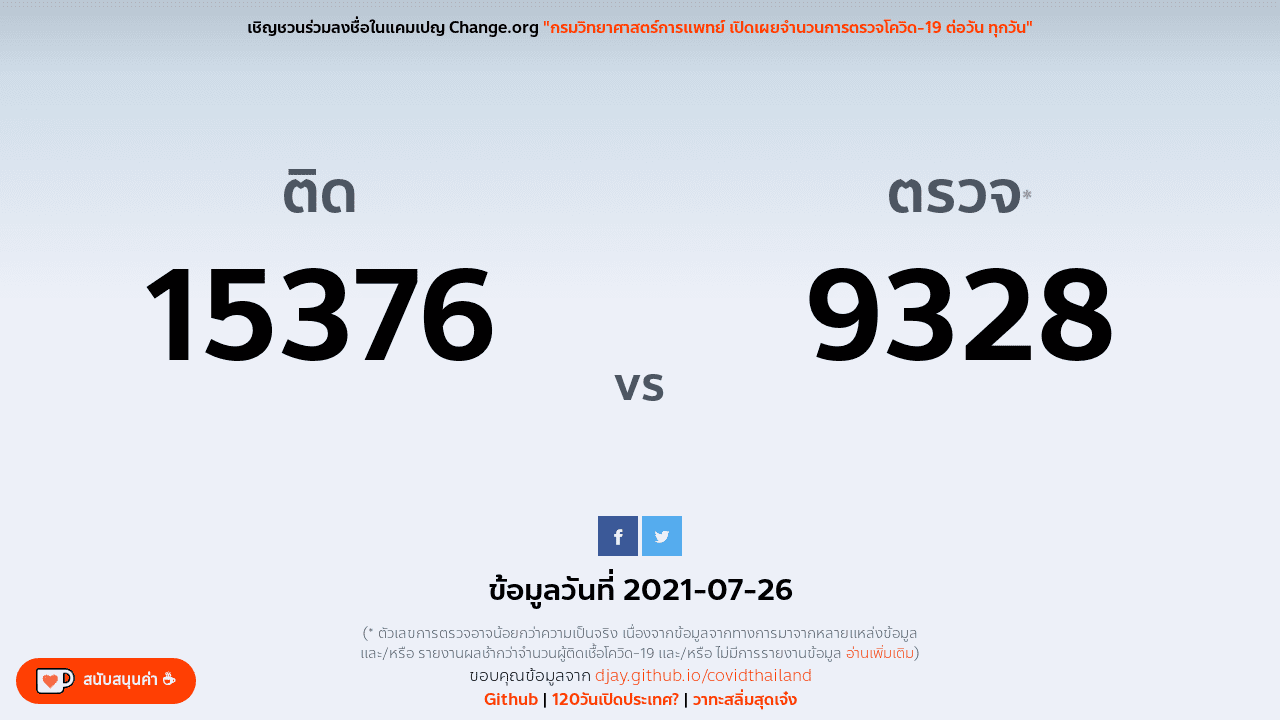 เชิญชวนร่วมลงชื่อในแคมเปญ Change.org "กรมวิทยาศาสตร์การแพทย์ เปิดเผยจำนวนการตรวจโควิด-19 ต่อวัน ทุกวัน"
ติด
15376
vs
ตรวจ*
9328
ข้อมูลวันที่ 2021-07-26
(* ตัวเลขการตรวจอาจน้อยกว่าความเป็นจริง เนื่องจากข้อมูลจากทางการมาจากหลายแหล่งข้อมูล
และ/หรือ รายงานผลช้ากว่าจำนวนผู้ติดเชื้อโควิด-19 และ/หรือ ไม่มีการรายงานข้อมูล อ่านเพิ่มเติม)
ขอบคุณข้อมูลจาก djay.github.io/covidthailand
Github | 120วันเปิดประเทศ? | วาทะสลิ่มสุดเจ๋ง
สนับสนุนค่า ☕